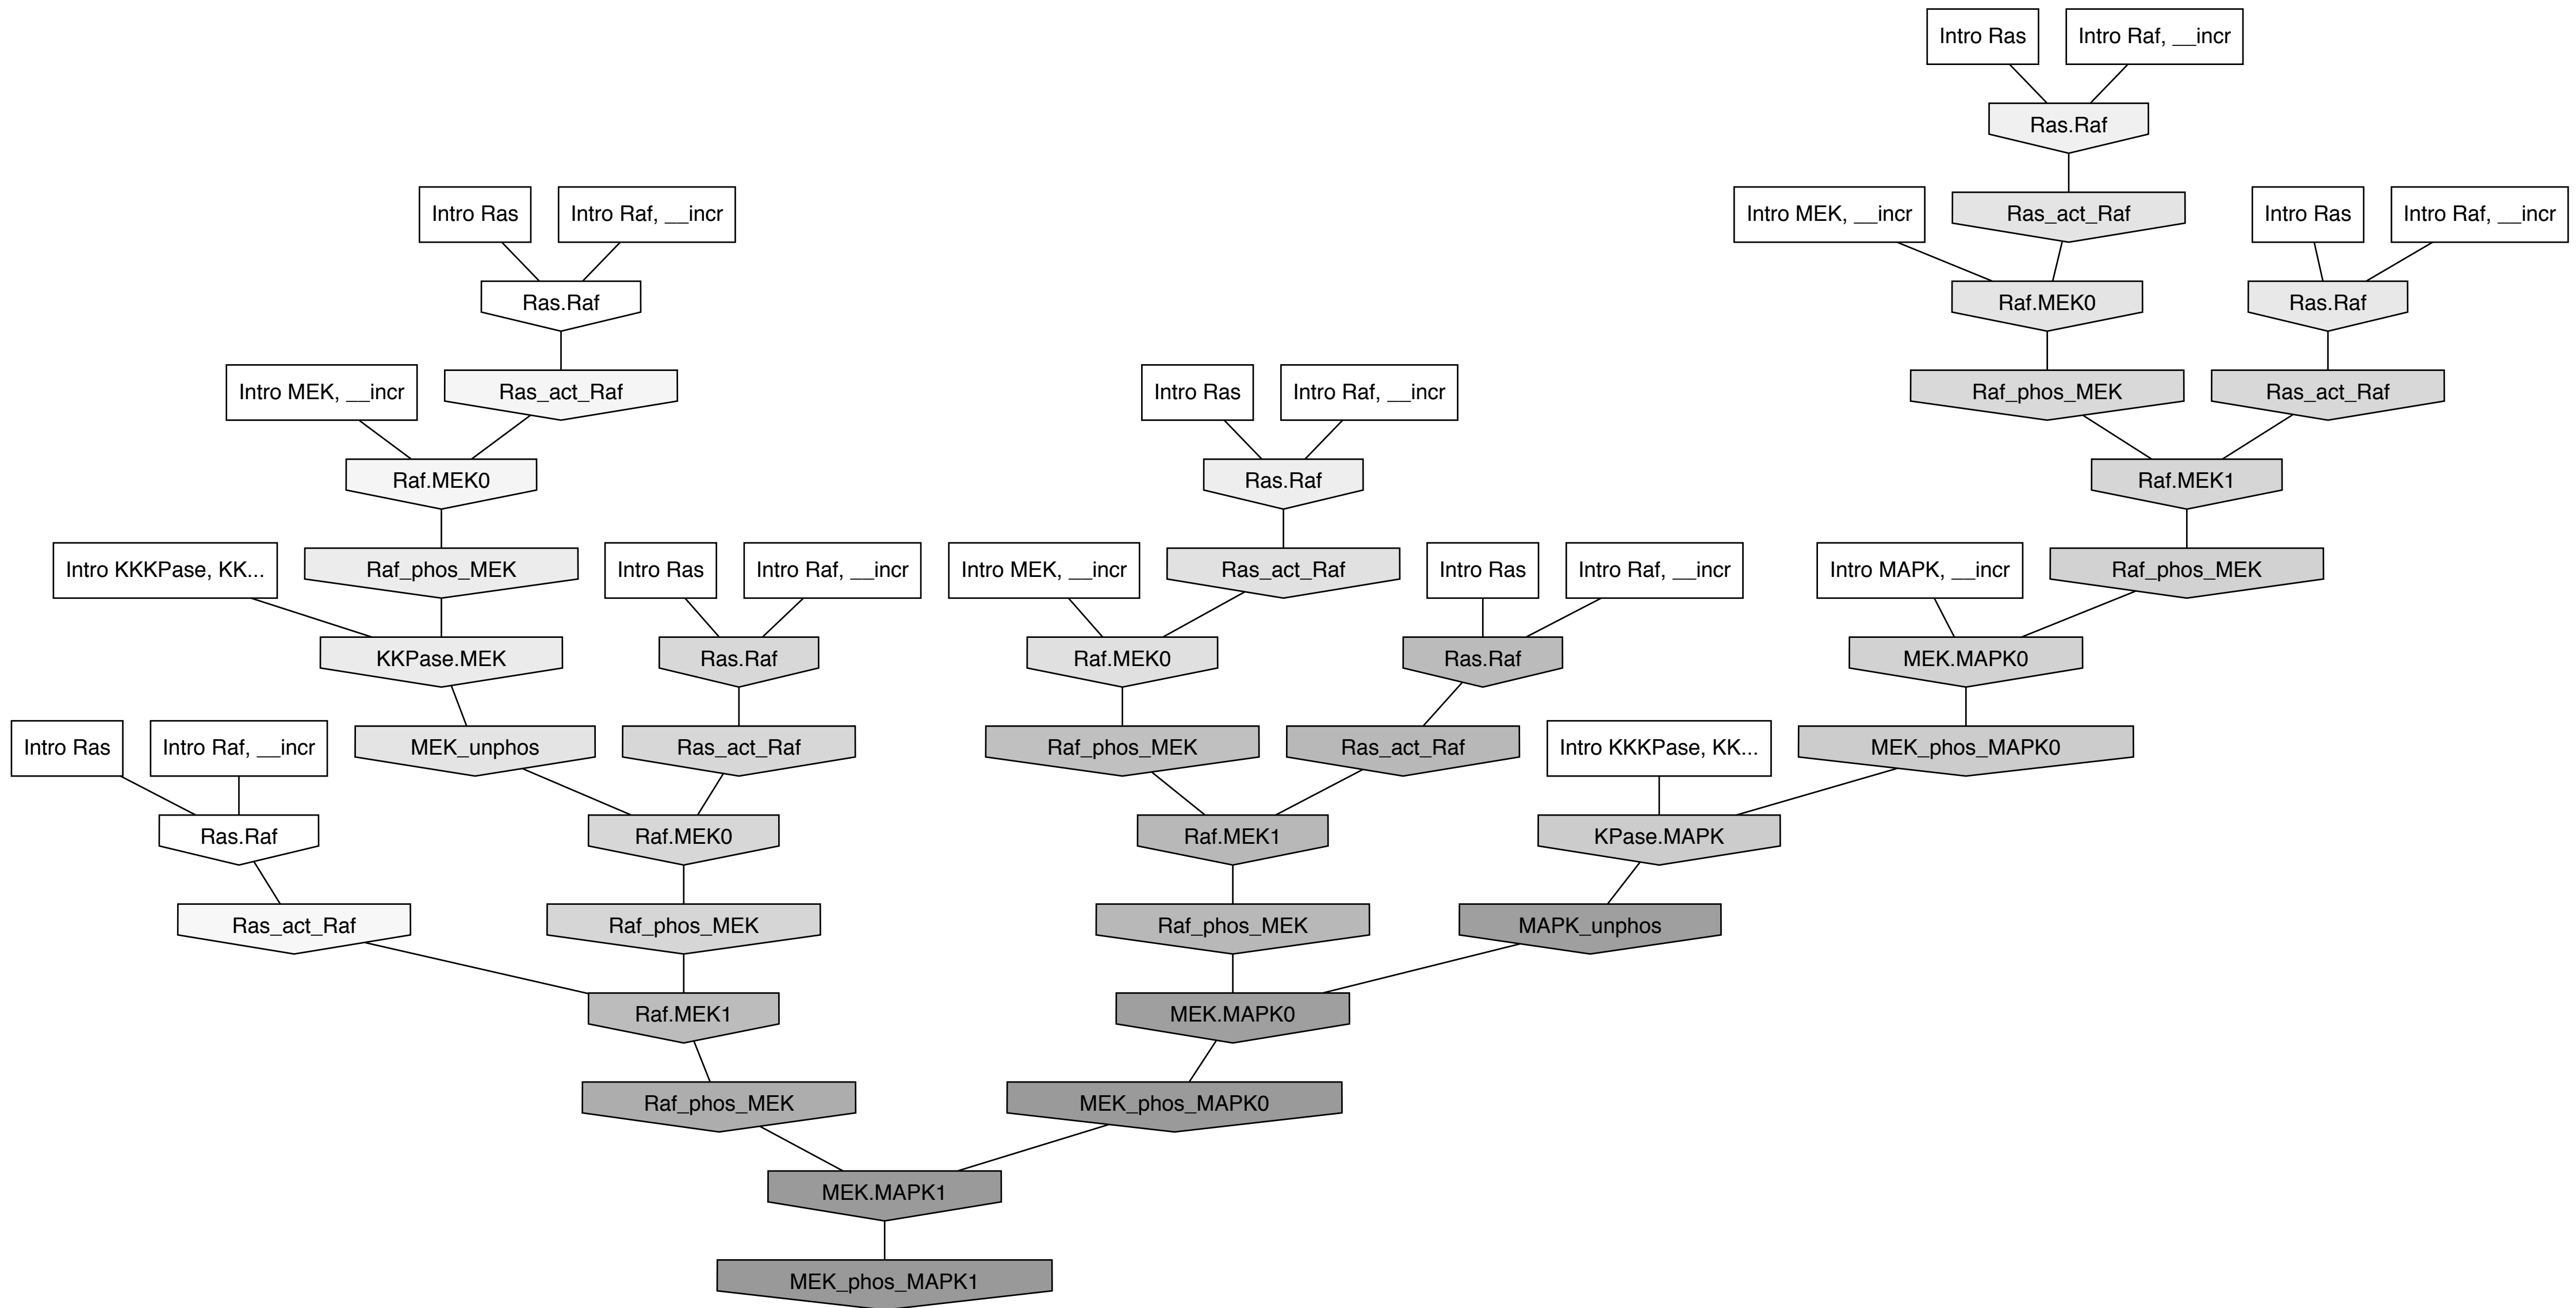 Intro Ras
Intro Raf, __incr
Ras.Raf
Intro Ras
Intro Raf, __incr
Intro MEK, __incr
Ras_act_Raf
Intro Ras
Intro Raf, __incr
Ras.Raf
Raf.MEK0
Ras.Raf
Intro MEK, __incr
Ras_act_Raf
Intro Ras
Intro Raf, __incr
Raf_phos_MEK
Ras_act_Raf
Raf.MEK0
Ras.Raf
Raf.MEK1
Intro KKKPase, KK...
Raf_phos_MEK
Intro Ras
Intro Raf, __incr
Intro MEK, __incr
Ras_act_Raf
Intro Ras
Intro Raf, __incr
Intro MAPK, __incr
Raf_phos_MEK
KKPase.MEK
Ras.Raf
Raf.MEK0
Ras.Raf
MEK.MAPK0
Intro Ras
Intro Raf, __incr
MEK_unphos
Ras_act_Raf
Raf_phos_MEK
Ras_act_Raf
Intro KKKPase, KK...
MEK_phos_MAPK0
Ras.Raf
Raf.MEK0
Raf.MEK1
KPase.MAPK
Ras_act_Raf
Raf_phos_MEK
Raf_phos_MEK
MAPK_unphos
Raf.MEK1
MEK.MAPK0
Raf_phos_MEK
MEK_phos_MAPK0
MEK.MAPK1
MEK_phos_MAPK1